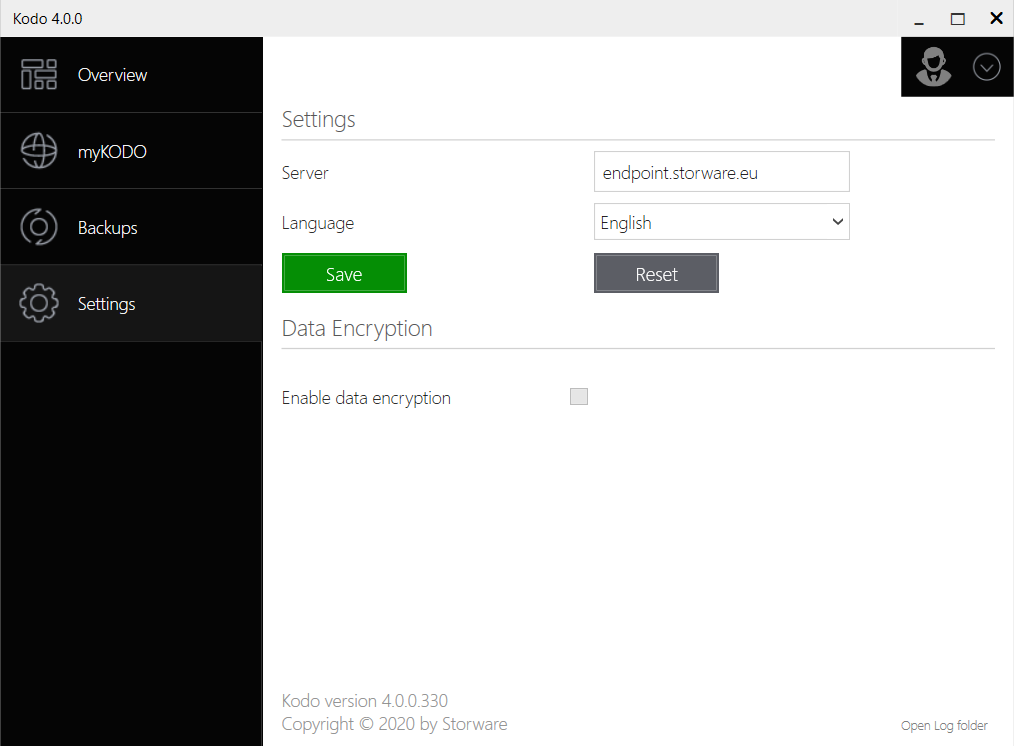 Kodo 4.0.0
Overview
myKODO
Backups
Settings
Settings
Server
endpoint.storware.eu
Language
English
Save
Reset
Data Encryption
Enable data encryption
Kodo version 4.0.0.330
Copyright © 2020 by Storware
Open Log folder